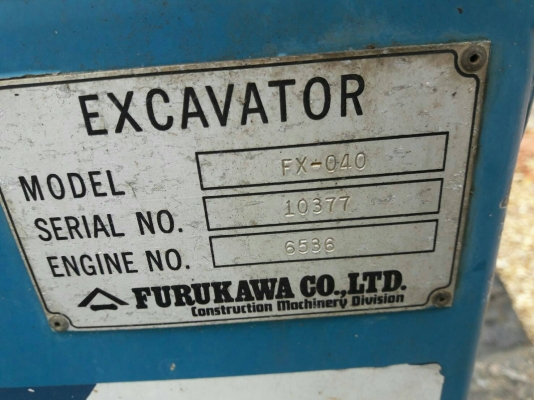 EXCAVATOR
MODEL FX-040
SERIAL NO. 10377
ENGINE NO. 6536
FURUKAWA CO.,LTD.
Construction Machinery Division